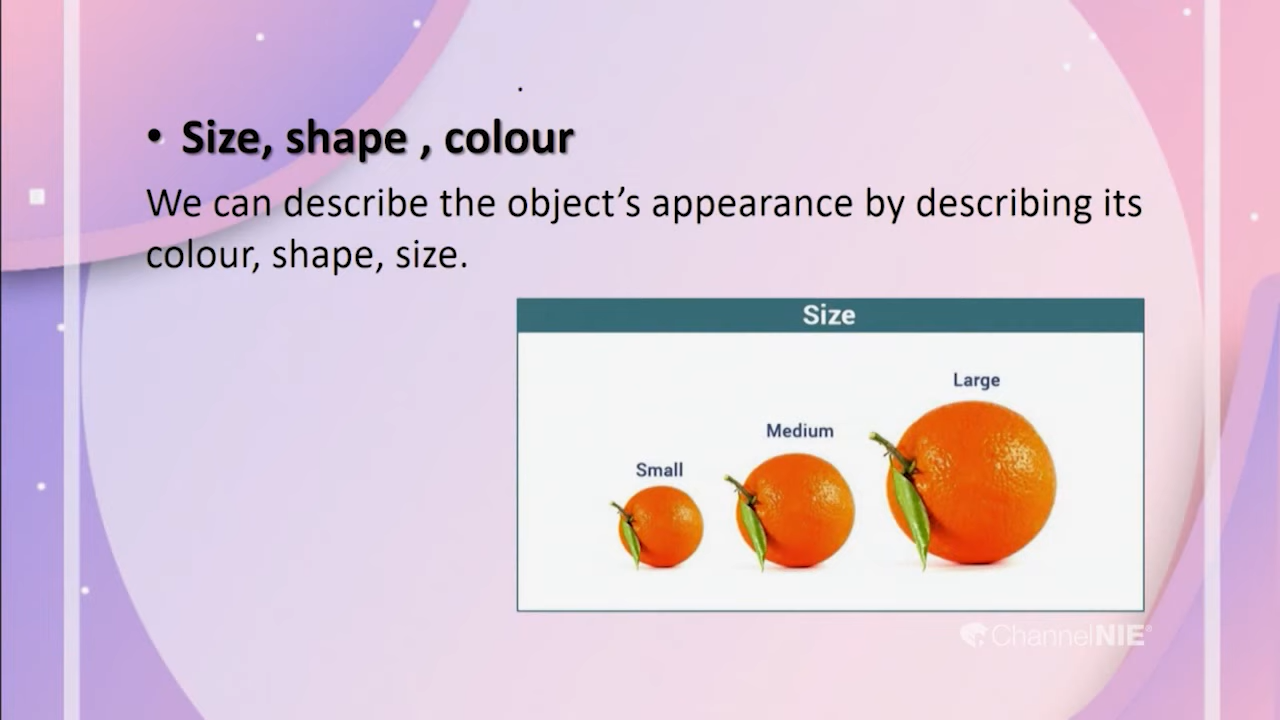 • Size, shape , colour
We can describe the object’s appearance by describing its
colour, shape, size.
Size
Large
Medium
Small
ChannelNIE